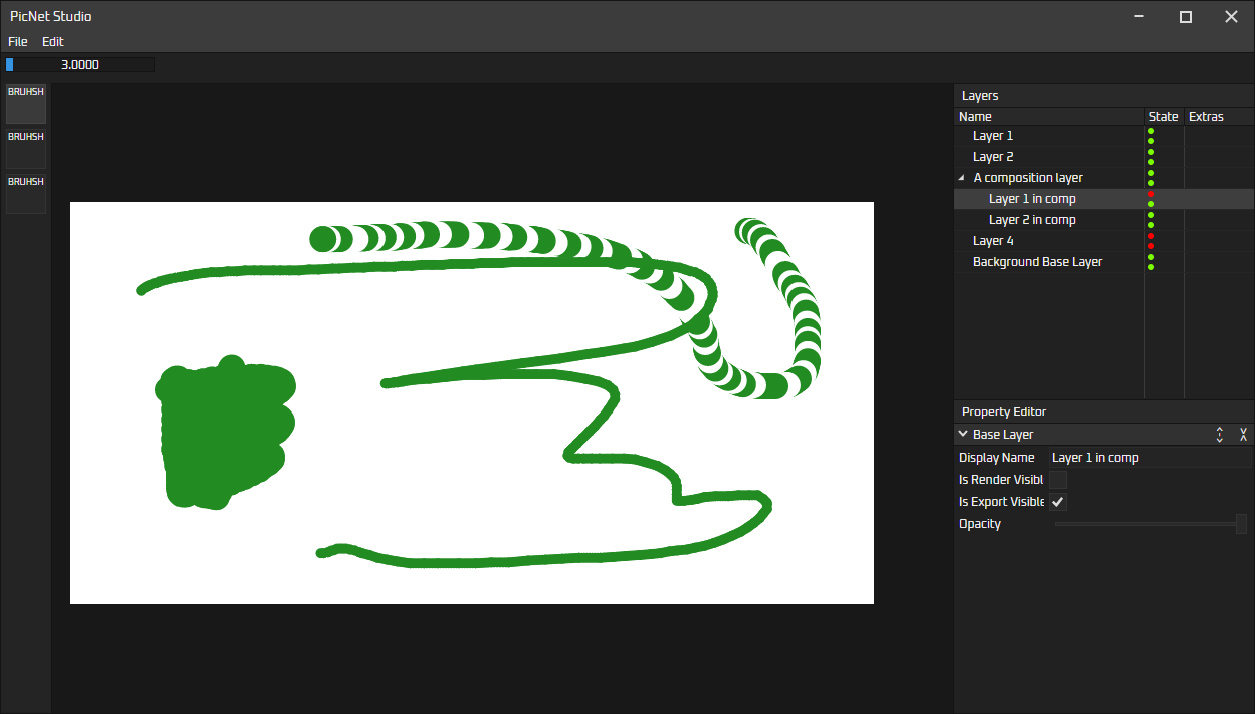 PicNet Studio
File Edit
3.0000
BRUHSH
BRUHSH
BRUHSH
Layers
Name State Extras
Layer 1
Layer 2
A composition layer
Layer 1 in comp
Layer 2 in comp
Layer 4
Background Base Layer
Property Editor
Base Layer
Display Name Layer 1 in comp
Is Render Visibl
Is Export Visible
Opacity